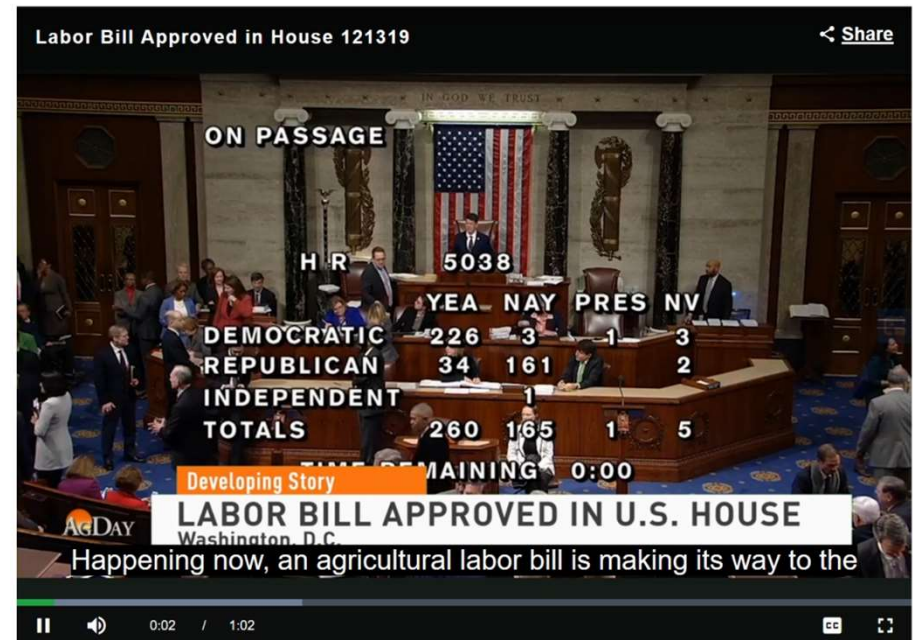 Labor Bill Approved in House 121319
Share
IN GOD WE TRUST
ON PASSAGE
H R 5038
YEA NAY PRES NV
DEMOCRATIC 226 3 1 3
REPUBLICAN 34 161 2
INDEPENDENT 1
TOTALS 260 165 1 5
TIME REMAINING 0:00
Developing Story
AGDAY
LABOR BILL APPROVED IN U.S. HOUSE
Washington, D.C.
Happening now, an agricultural labor bill is making its way to the
0:02 / 1:02
CC